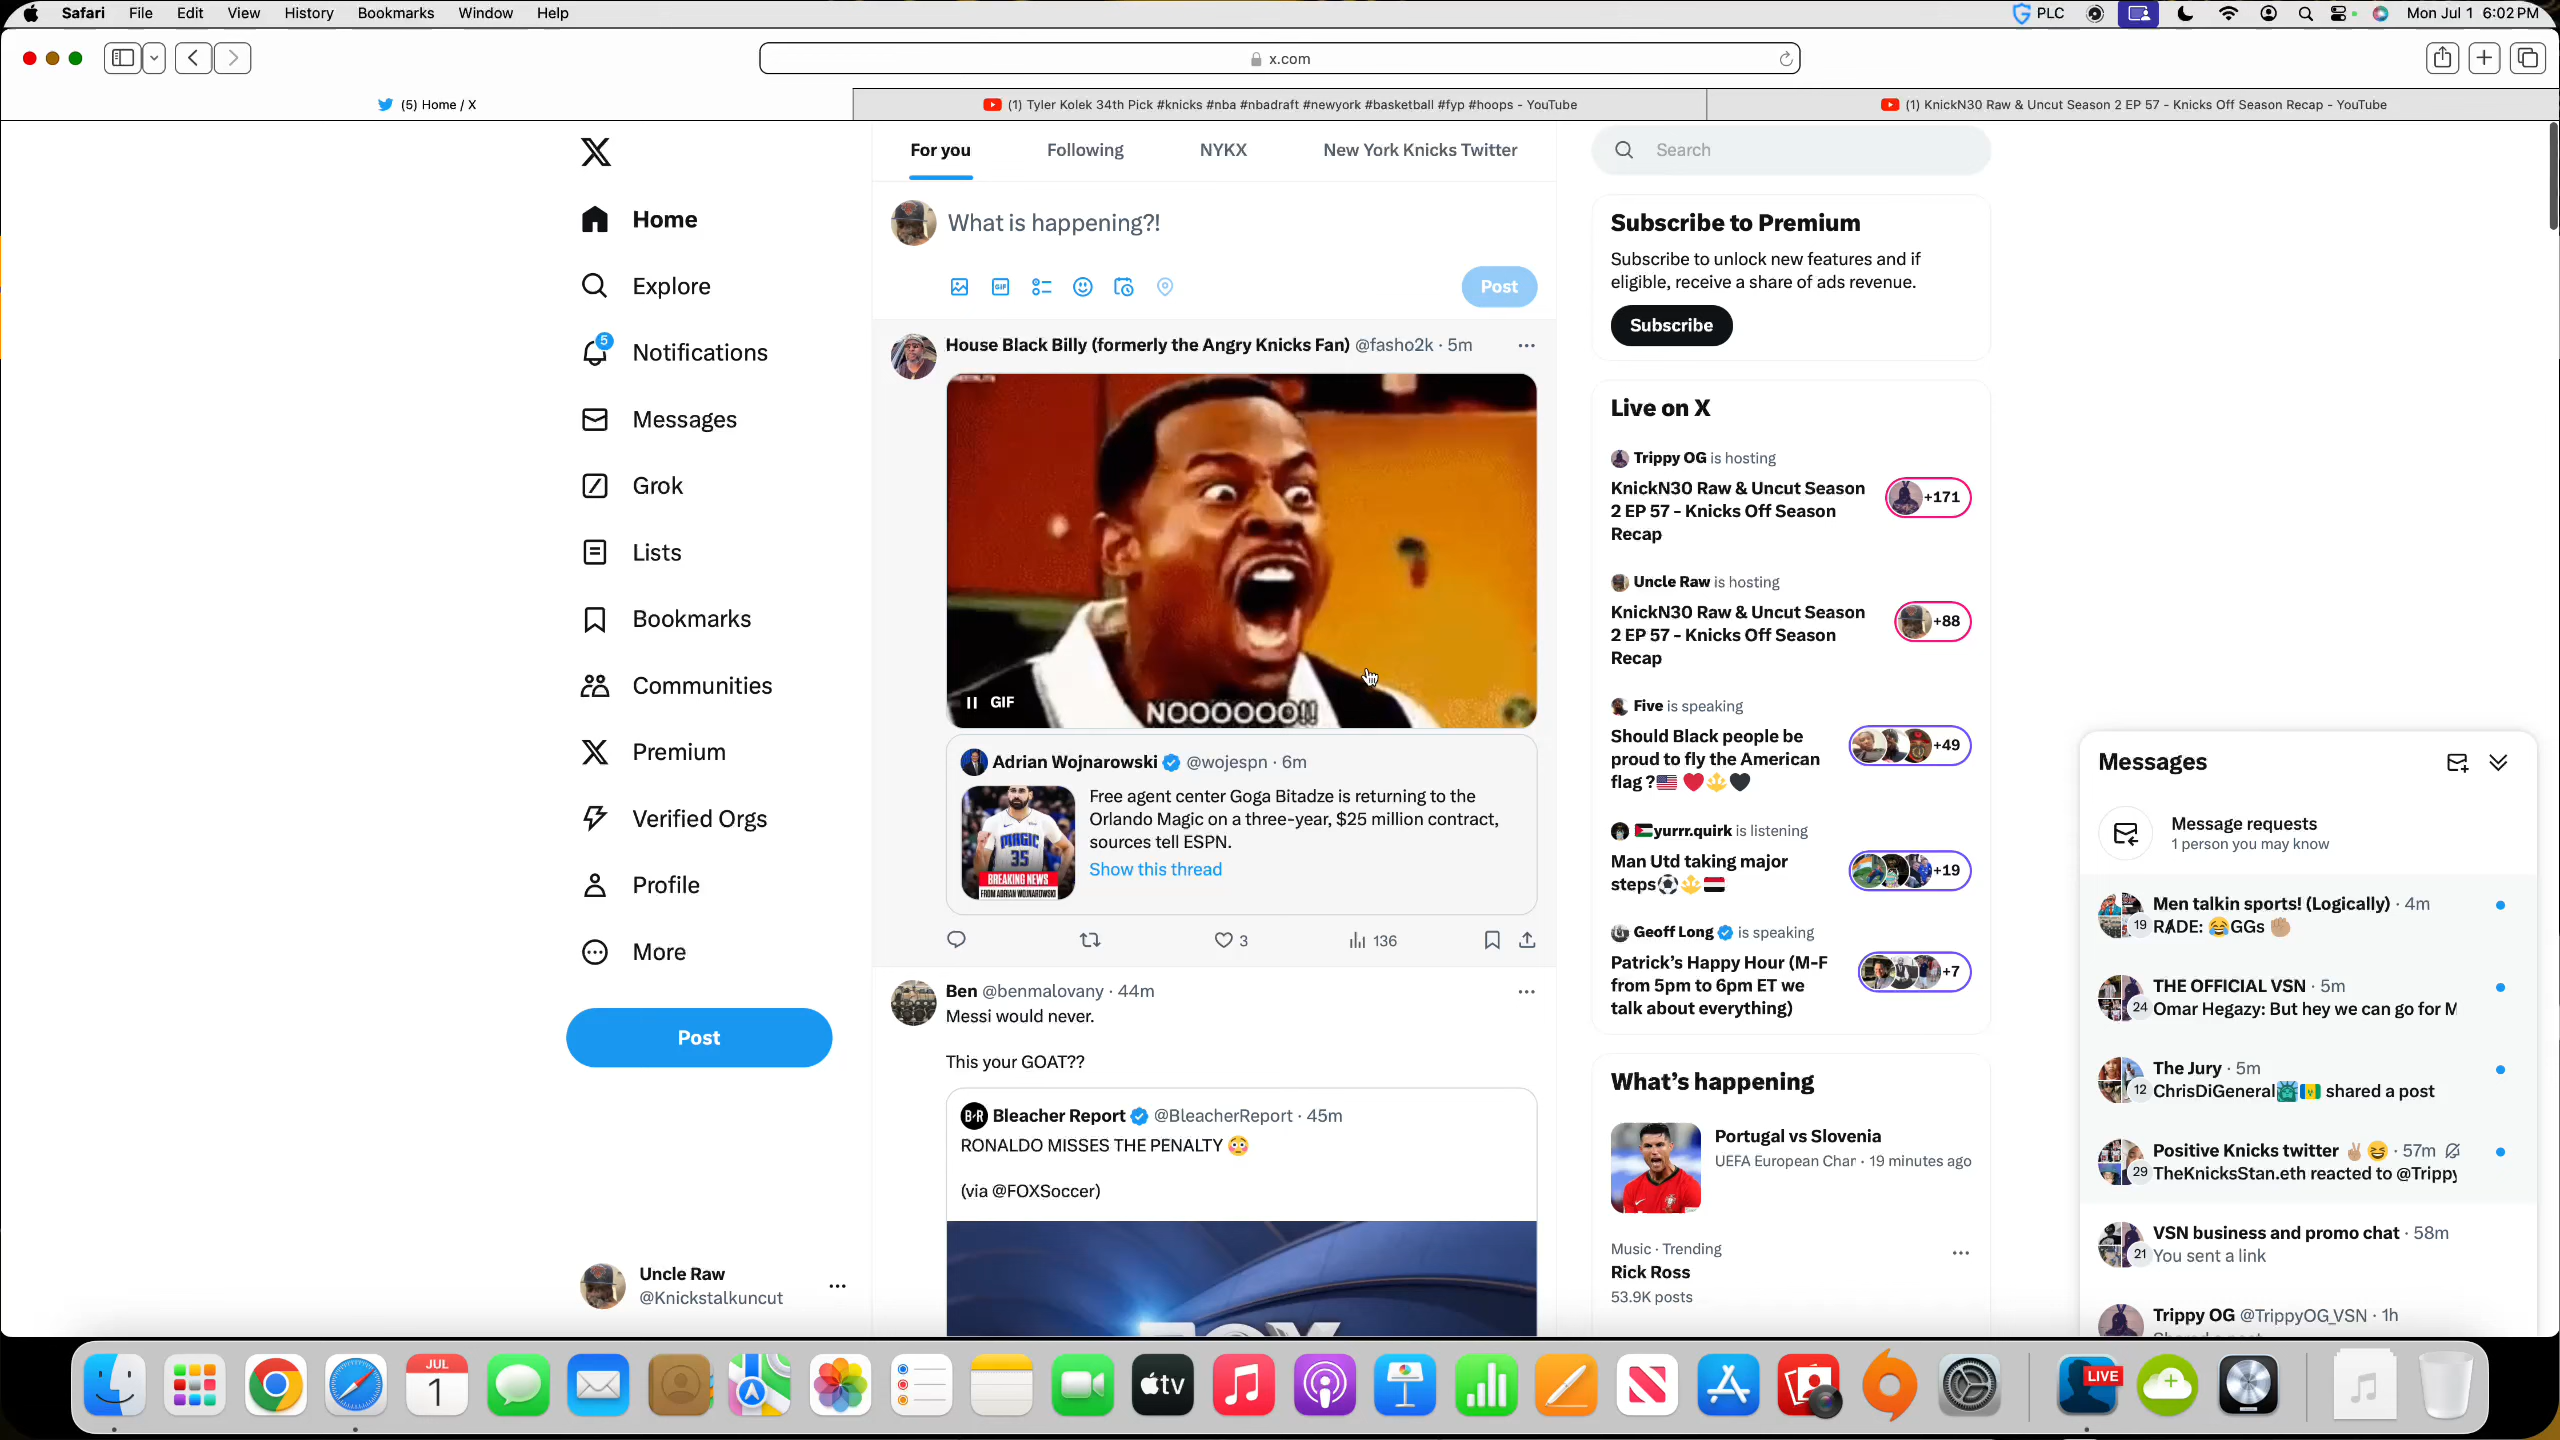 Safari File Edit View History Bookmarks Window Help
PLC Mon Jul 1 6:02 PM
x.com
(5) Home / X
(1) Tyler Kolek 34th Pick #knicks #nba #nbadraft #newyork #basketball #fyp #hoops - YouTube
(1) KnickN30 Raw & Uncut Season 2 EP 57 - Knicks Off Season Recap - YouTube
Home
Explore
5
Notifications
Messages
Grok
Lists
Bookmarks
Communities
Premium
Verified Orgs
Profile
More
Post
Uncle Raw
@Knickstalkuncut
For you Following NYKX New York Knicks Twitter
What is happening?!
GIF
Post
House Black Billy (formerly the Angry Knicks Fan) @fasho2k · 5m
NOOOOOO!!
GIF
Adrian Wojnarowski @wojespn · 6m
Free agent center Goga Bitadze is returning to the
Orlando Magic on a three-year, $25 million contract,
sources tell ESPN.
Show this thread
MAGIC
35
BREAKING NEWS
FROM ADRIAN WOJNAROWSKI
3 136
Ben @benmalovany · 44m
Messi would never.
This your GOAT??
B/R Bleacher Report @BleacherReport · 45m
RONALDO MISSES THE PENALTY 😳
(via @FOXSoccer)
FOX
Search
Subscribe to Premium
Subscribe to unlock new features and if
eligible, receive a share of ads revenue.
Subscribe
Live on X
Trippy OG is hosting
KnickN30 Raw & Uncut Season
2 EP 57 - Knicks Off Season
Recap
+171
Uncle Raw is hosting
KnickN30 Raw & Uncut Season
2 EP 57 - Knicks Off Season
Recap
+88
Five is speaking
Should Black people be
proud to fly the American
flag ?🇺🇸 ❤️⚜️🖤
+49
🇵🇸yurrr.quirk is listening
Man Utd taking major
steps⚽⚜️🇾🇪
+19
Geoff Long is speaking
Patrick's Happy Hour (M-F
from 5pm to 6pm ET we
talk about everything)
+7
What's happening
Portugal vs Slovenia
UEFA European Char · 19 minutes ago
Music · Trending
Rick Ross
53.9K posts
Messages
Message requests
1 person you may know
Men talkin sports! (Logically) · 4m
19 RADE: 😂GGs ✊🏽
THE OFFICIAL VSN · 5m
24 Omar Hegazy: But hey we can go for M
The Jury · 5m
12 ChrisDiGeneral🗽🇻🇨 shared a post
Positive Knicks twitter ✌🏽😆 · 57m
29 TheKnicksStan.eth reacted to @Trippy
VSN business and promo chat · 58m
21 You sent a link
Trippy OG @TrippyOG_VSN · 1h
JUL
1
tv
LIVE